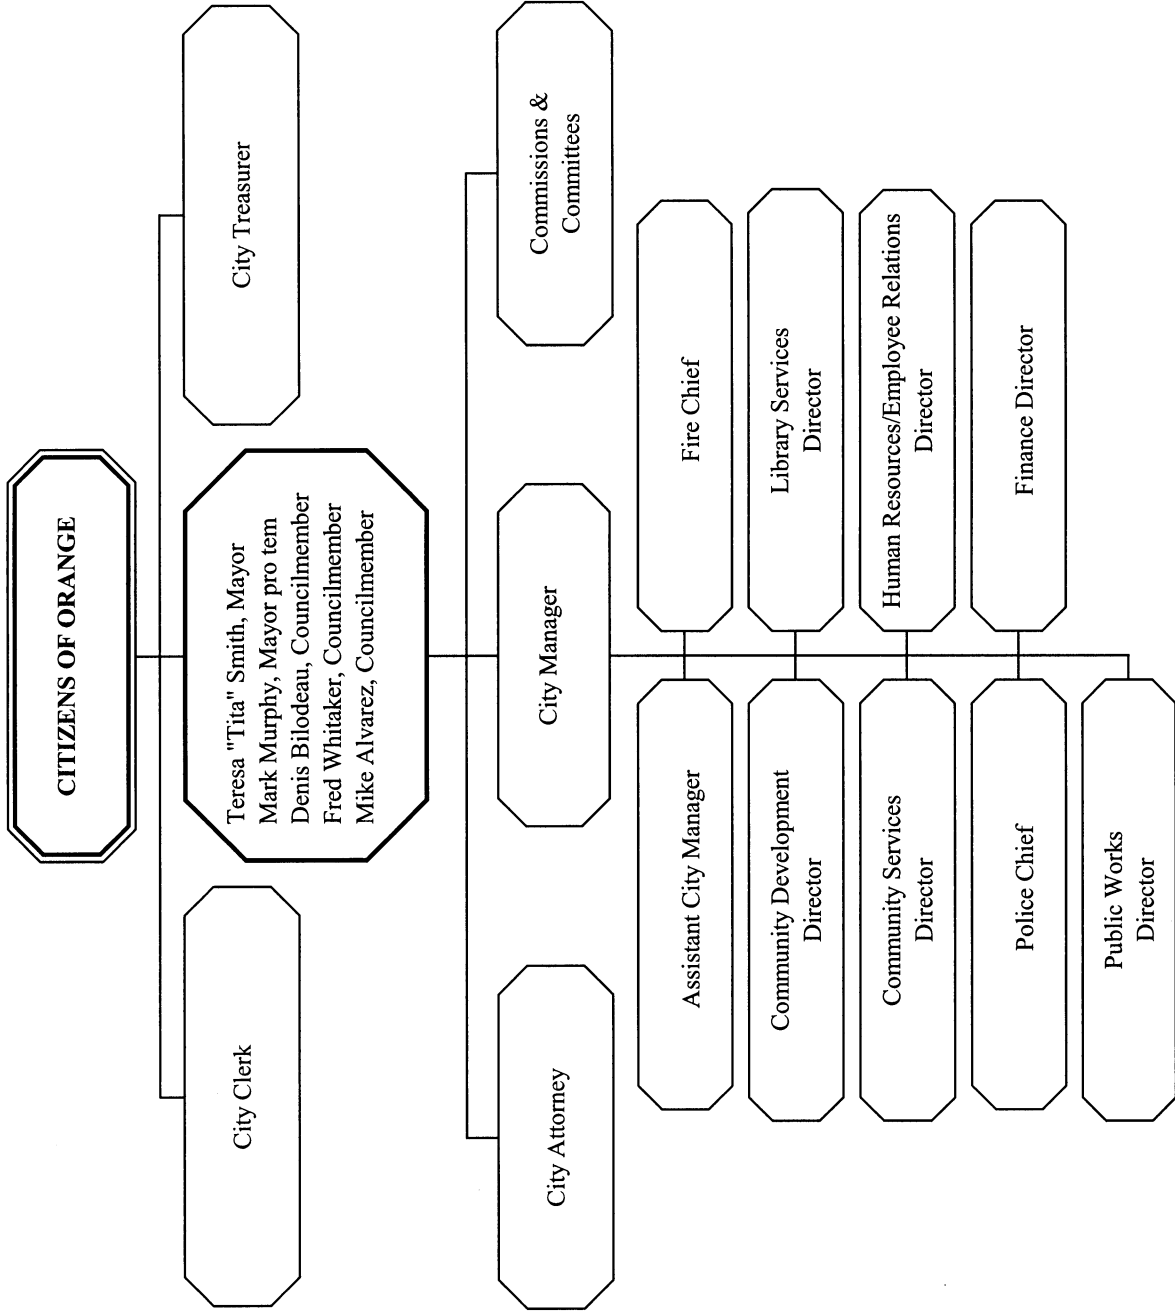 CITIZENS OF ORANGE
City Clerk
Teresa "Tita" Smith, Mayor
Mark Murphy, Mayor pro tem
Denis Bilodeau, Councilmember
Fred Whitaker, Councilmember
Mike Alvarez, Councilmember
City Treasurer
City Attorney
City Manager
Commissions &
Committees
Assistant City Manager
Fire Chief
Community Development
Director
Library Services
Director
Community Services
Director
Human Resources/Employee Relations
Director
Police Chief
Finance Director
Public Works
Director